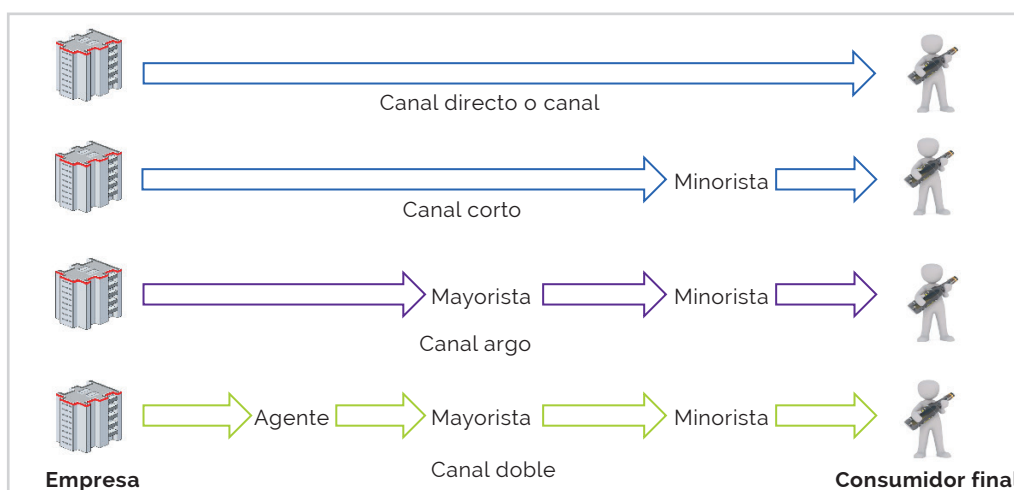 Canal directo o canal
Minorista
Canal corto
Mayorista Minorista
Canal argo
Agente Mayorista Minorista
Canal doble
Empresa Consumidor final